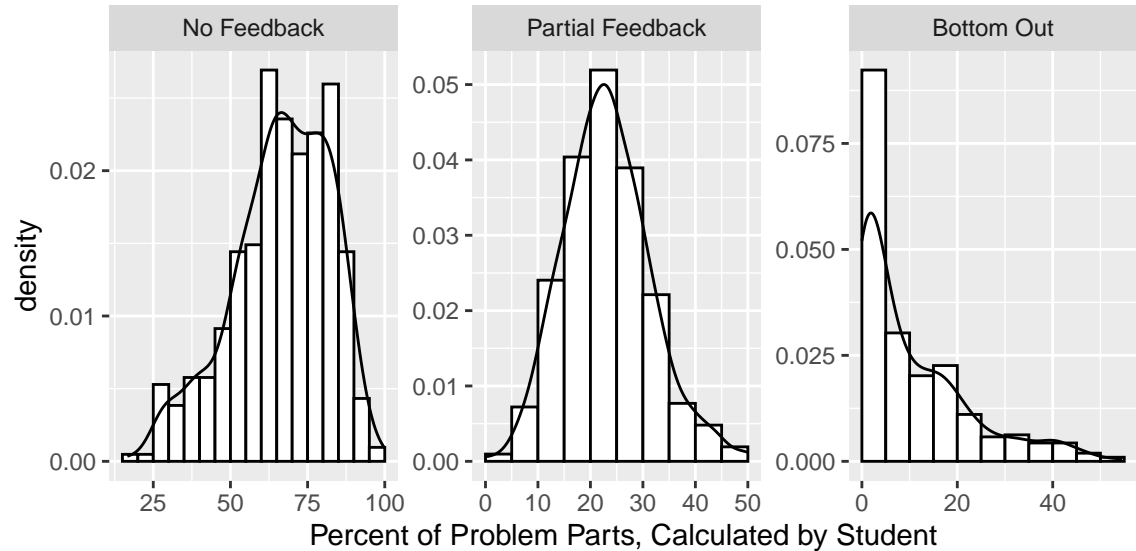 No Feedback
Partial Feedback
Bottom Out
density
0.02
0.01
0.00
25 50 75 100
0.05
0.04
0.03
0.02
0.01
0.00
0 10 20 30 40 50
0.075
0.050
0.025
0.000
0 20 40
Percent of Problem Parts, Calculated by Student